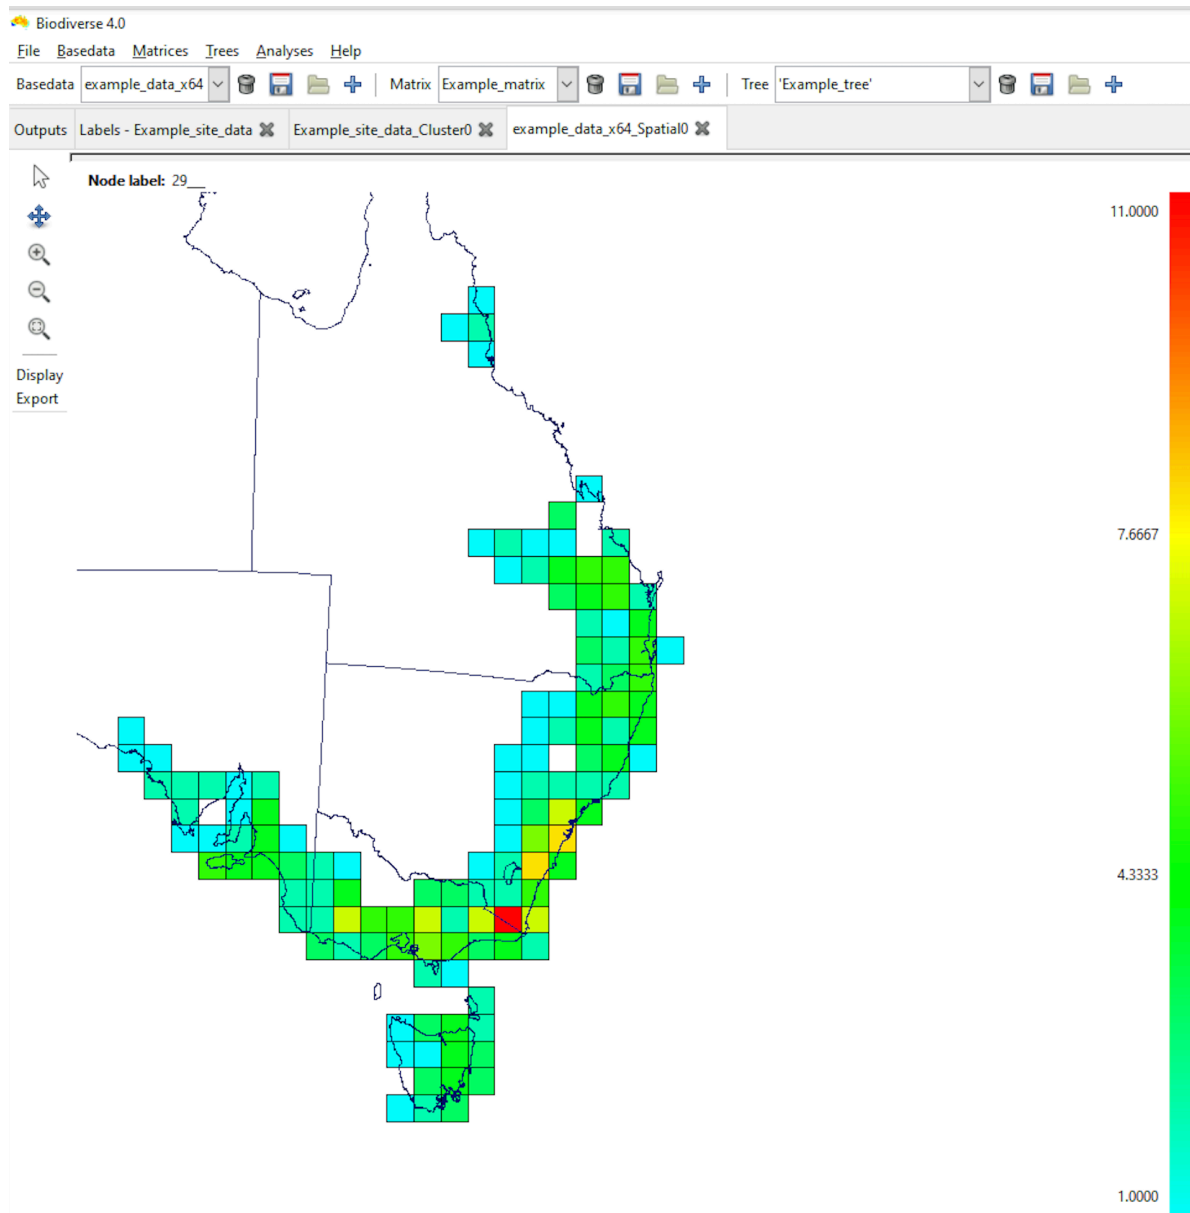 Biodiverse 4.0
File Basedata Matrices Trees Analyses Help
Basedata example_data_x64 Matrix Example_matrix Tree 'Example_tree'
Outputs Labels - Example_site_data Example_site_data_Cluster0 example_data_x64_Spatial0
Node label: 29__
11.0000
Display
Export
7.6667
4.3333
1.0000